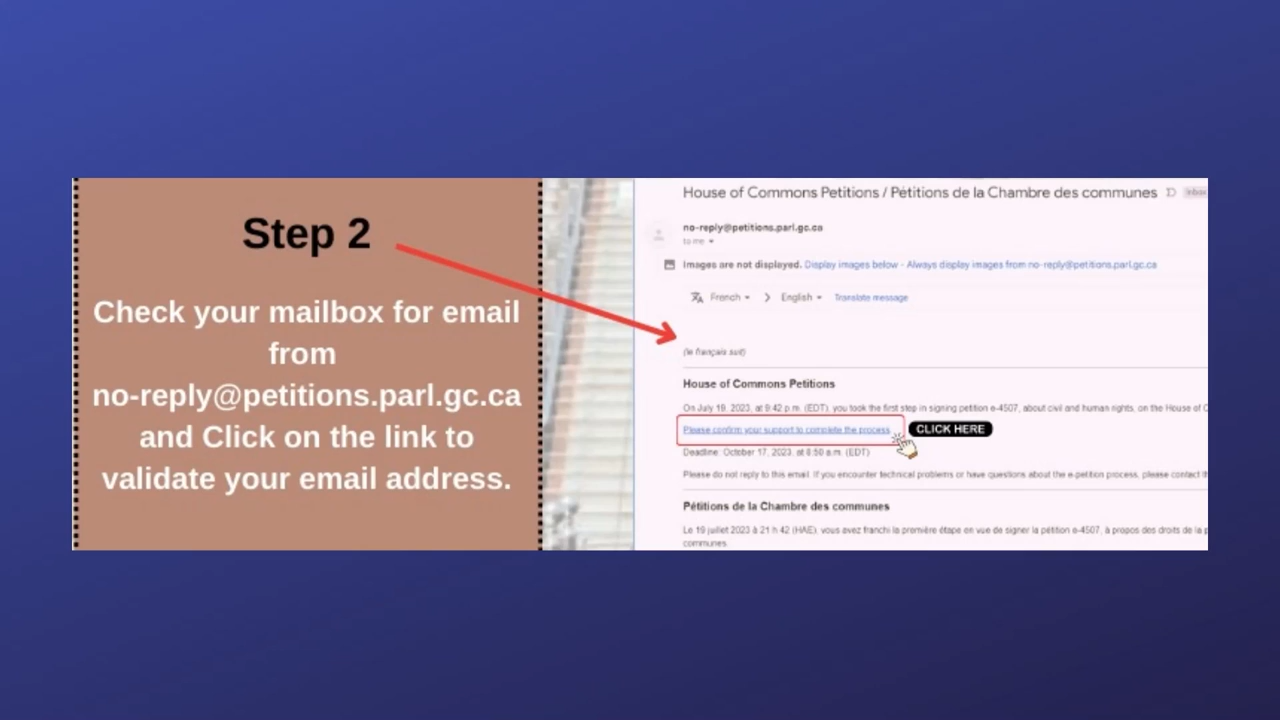 Step 2
Check your mailbox for email
from
no-reply@petitions.parl.gc.ca
and Click on the link to
validate your email address.
House of Commons Petitions / Pétitions de la Chambre des communes
Inbox
no-reply@petitions.parl.gc.ca
to me
Images are not displayed. Display images below - Always display images from no-reply@petitions.parl.gc.ca
French > English Translate message
(le français suit)
House of Commons Petitions
On July 19, 2023, at 9:42 p.m. (EDT), you took the first step in signing petition e-4507, about civil and human rights, on the House of
Please confirm your support to complete the process
CLICK HERE
Deadline: October 17, 2023, at 8:50 a.m. (EDT)
Please do not reply to this email. If you encounter technical problems or have questions about the e-petition process, please contact
Pétitions de la Chambre des communes
Le 19 juillet 2023 à 21 h 42 (HAE), vous avez franchi la première étape en vue de signer la pétition e-4507, à propos des droits de la
communes.